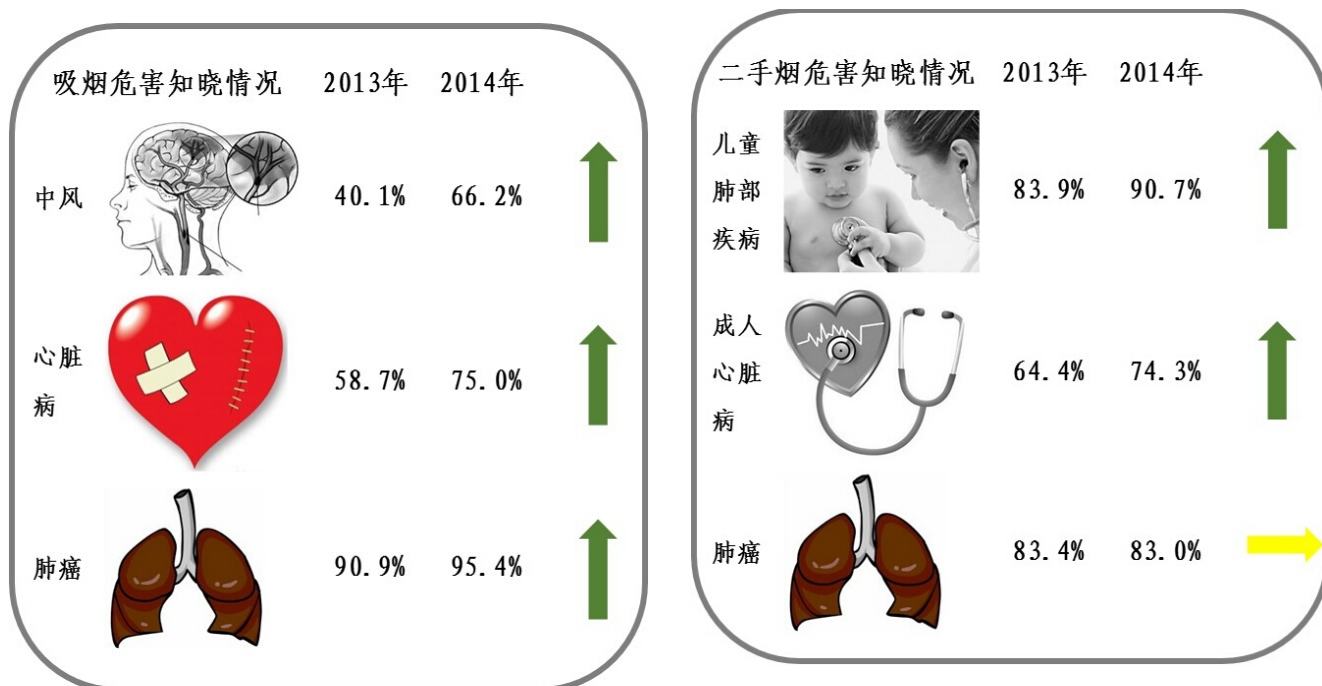 吸烟危害知晓情况 2013年 2014年
中风 40.1% 66.2%
心脏
病
58.7% 75.0%
肺癌 90.9% 95.4%
二手烟危害知晓情况 2013年 2014年
儿童
肺部
疾病
83.9% 90.7%
成人
心脏
病
64.4% 74.3%
肺癌 83.4% 83.0%